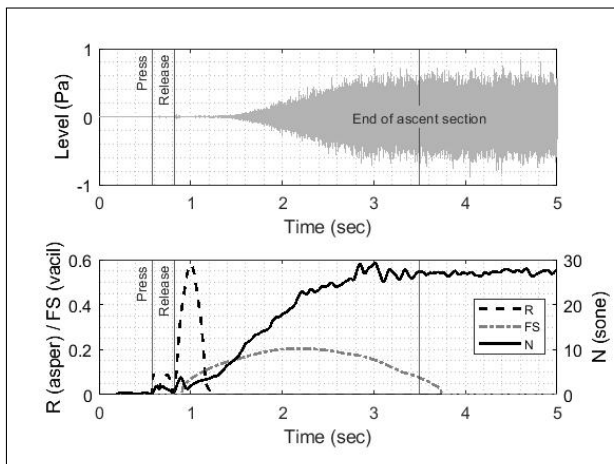 1
0
-1
Level (Pa)
Press
Release
End of ascent section
0 1 2 3 4 5
Time (sec)
0.6
0.4
0.2
0
R (asper) / FS (vacil)
Press
Release
R
FS
N
30
20
10
0
N (sone)
0 1 2 3 4 5
Time (sec)